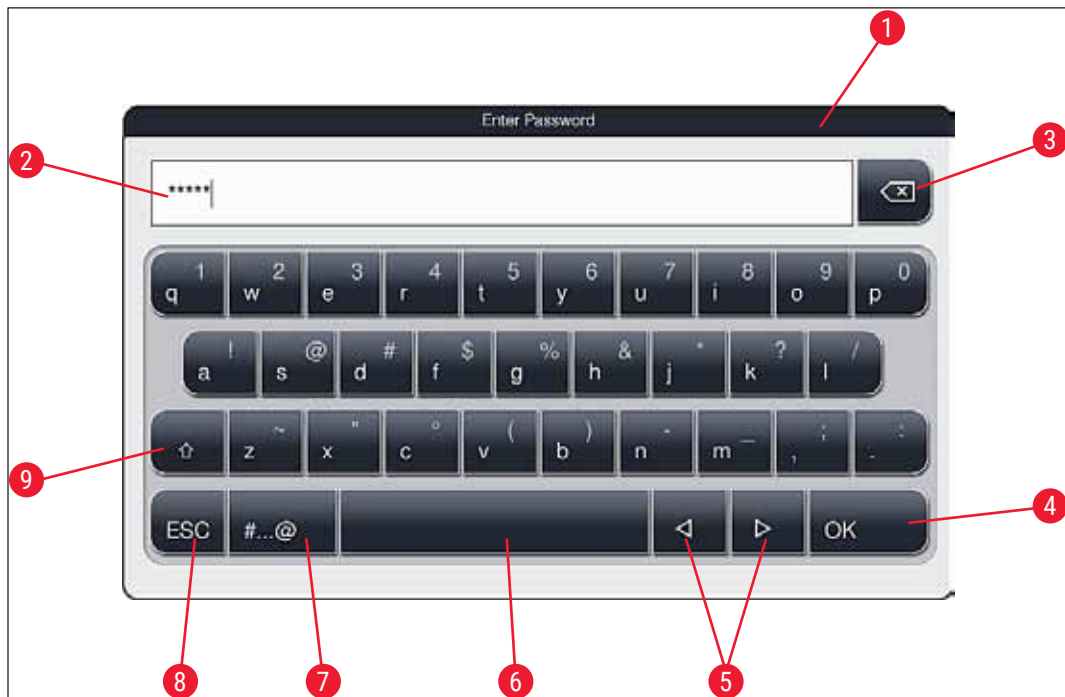 1
Enter Password
2
3
*****
1 2 3 4 5 6 7 8 9 0
q w e r t y u i o p
! @ # $ % & * ? /
a s d f g h j k l
~ " ° ( ) - _ ; :
9
z x c v b n m , .
4
ESC #...@ OK
8 7 6 5